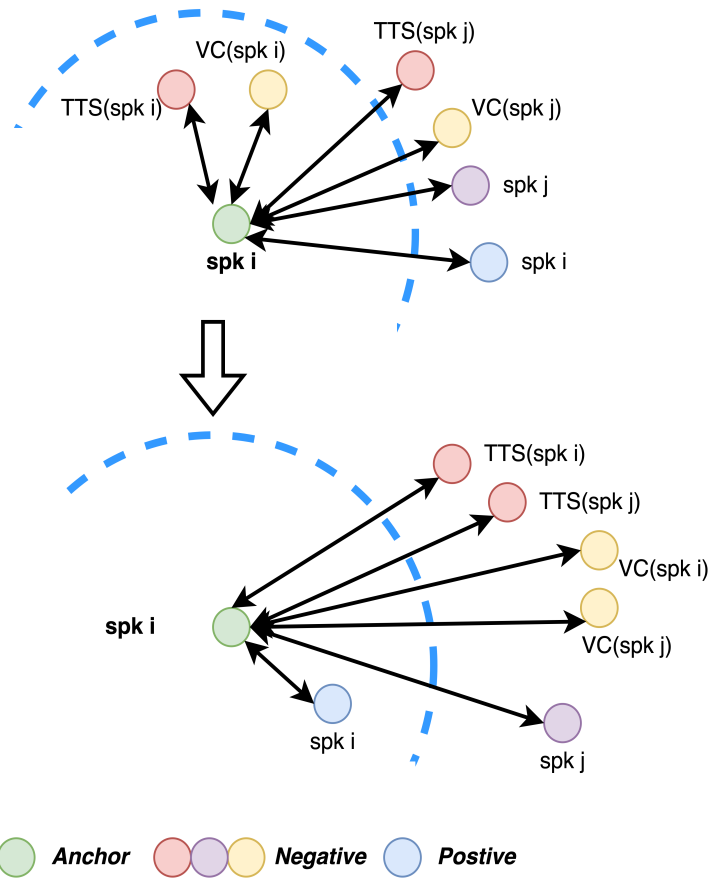 TTS(spk j)
VC(spk i)
TTS(spk i)
VC(spk j)
spk j
spk i
spk i
TTS(spk i)
TTS(spk j)
VC(spk i)
spk i
VC(spk j)
spk i
spk j
Anchor
Negative
Postive